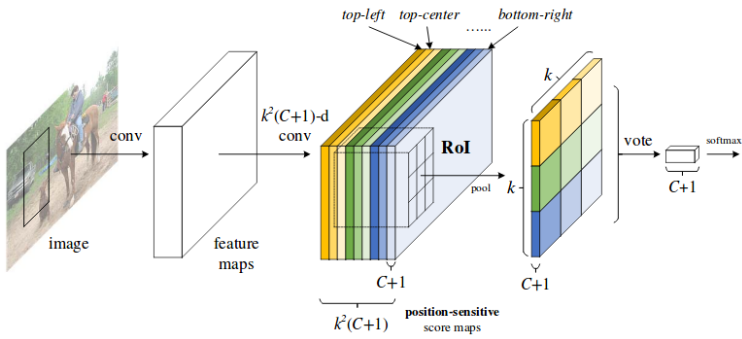 top-left top-center ...... bottom-right
image
conv
feature
maps
k²(C+1)-d
conv
RoI
pool
C+1
k²(C+1)
position-sensitive
score maps
k
k
C+1
vote
C+1
softmax